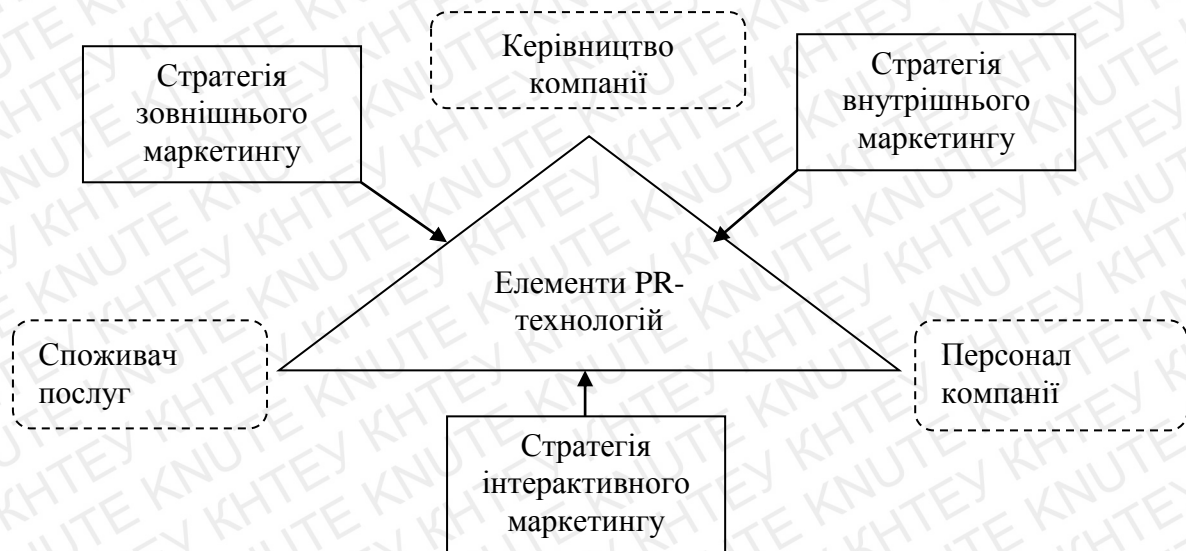 Керівництво
компанії
Стратегія
зовнішнього
маркетингу
Стратегія
внутрішнього
маркетингу
Елементи PR-
технологій
Споживач
послуг
Персонал
компанії
Стратегія
інтерактивного
маркетингу